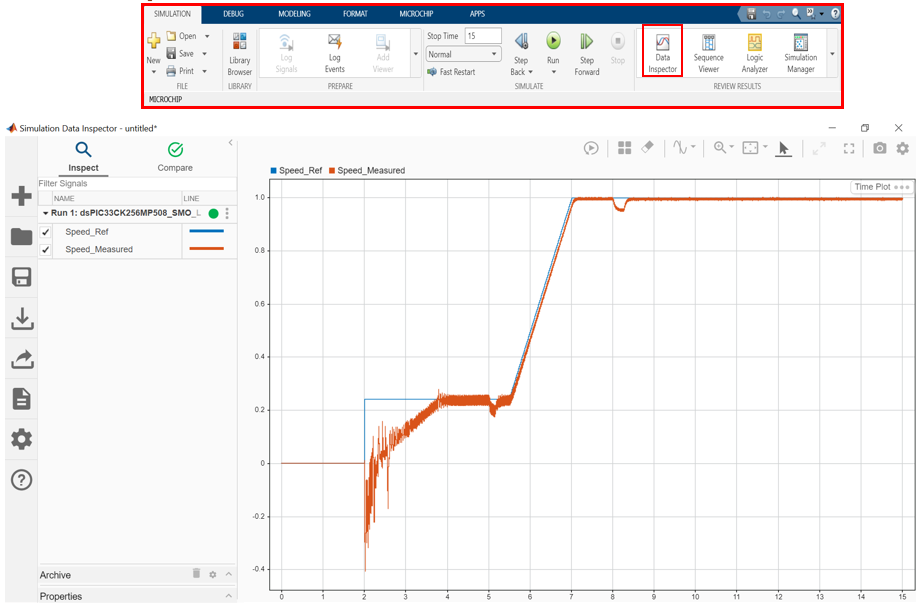 SIMULATION DEBUG MODELING FORMAT MICROCHIP APPS
New
Open
Save
Print
FILE
Library
Browser
LIBRARY
Log
Signals
Log
Events
Add
Viewer
PREPARE
Stop Time 15
Normal
Fast Restart
Step
Back
Run
Step
Forward
Stop
SIMULATE
Data
Inspector
Sequence
Viewer
Logic
Analyzer
Simulation
Manager
REVIEW RESULTS
MICROCHIP
Simulation Data Inspector - untitled*
Inspect
Compare
Filter Signals
NAME LINE
Run 1: dsPIC33CK256MP508_SMO_L
Speed_Ref
Speed_Measured
Archive
Properties
Speed_Ref Speed_Measured
Time Plot
1.0
0.8
0.6
0.4
0.2
0
-0.2
-0.4
0 1 2 3 4 5 6 7 8 9 10 11 12 13 14 15